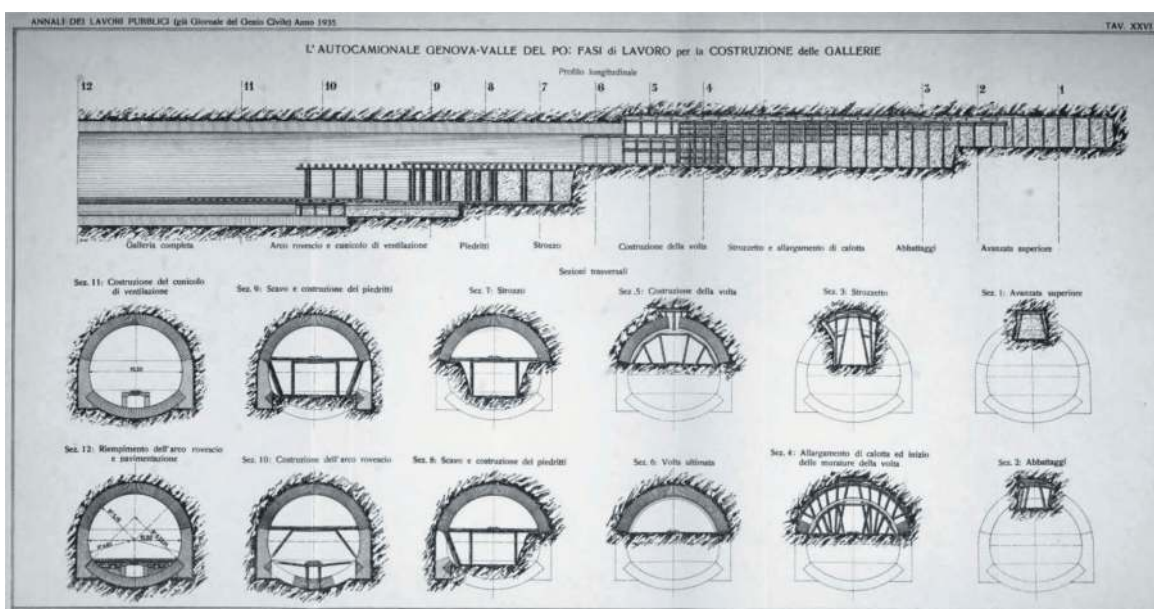 ANNALI DEI LAVORI PUBBLICI (già Giornale del Genio Civile) Anno 1935
TAV. XXVI
L'AUTOCAMIONALE GENOVA-VALLE DEL PO: FASI di LAVORO per la COSTRUZIONE delle GALLERIE
Profilo longitudinale
12 11 10 9 8 7 6 5 4 3 2 1
Galleria completa Arco rovescio e cunicolo di ventilazione Piedritti Strozzo Costruzione della volta Strozzetto e allargamento di calotta Abbattaggi Avanzata superiore
Sezioni trasversali
Sez. 11: Costruzione del cunicolo
di ventilazione
Sez. 9: Scavo e costruzione dei piedritti
Sez. 7: Strozzo
Sez. 5: Costruzione della volta
Sez. 3: Strozzetto
Sez. 1: Avanzata superiore
Sez. 12: Riempimento dell'arco rovescio
e pavimentazione
Sez. 10: Costruzione dell'arco rovescio
Sez. 8: Scavo e costruzione dei piedritti
Sez. 6: Volta ultimata
Sez. 4: Allargamento di calotta ed inizio
delle murature della volta
Sez. 2: Abbattaggi